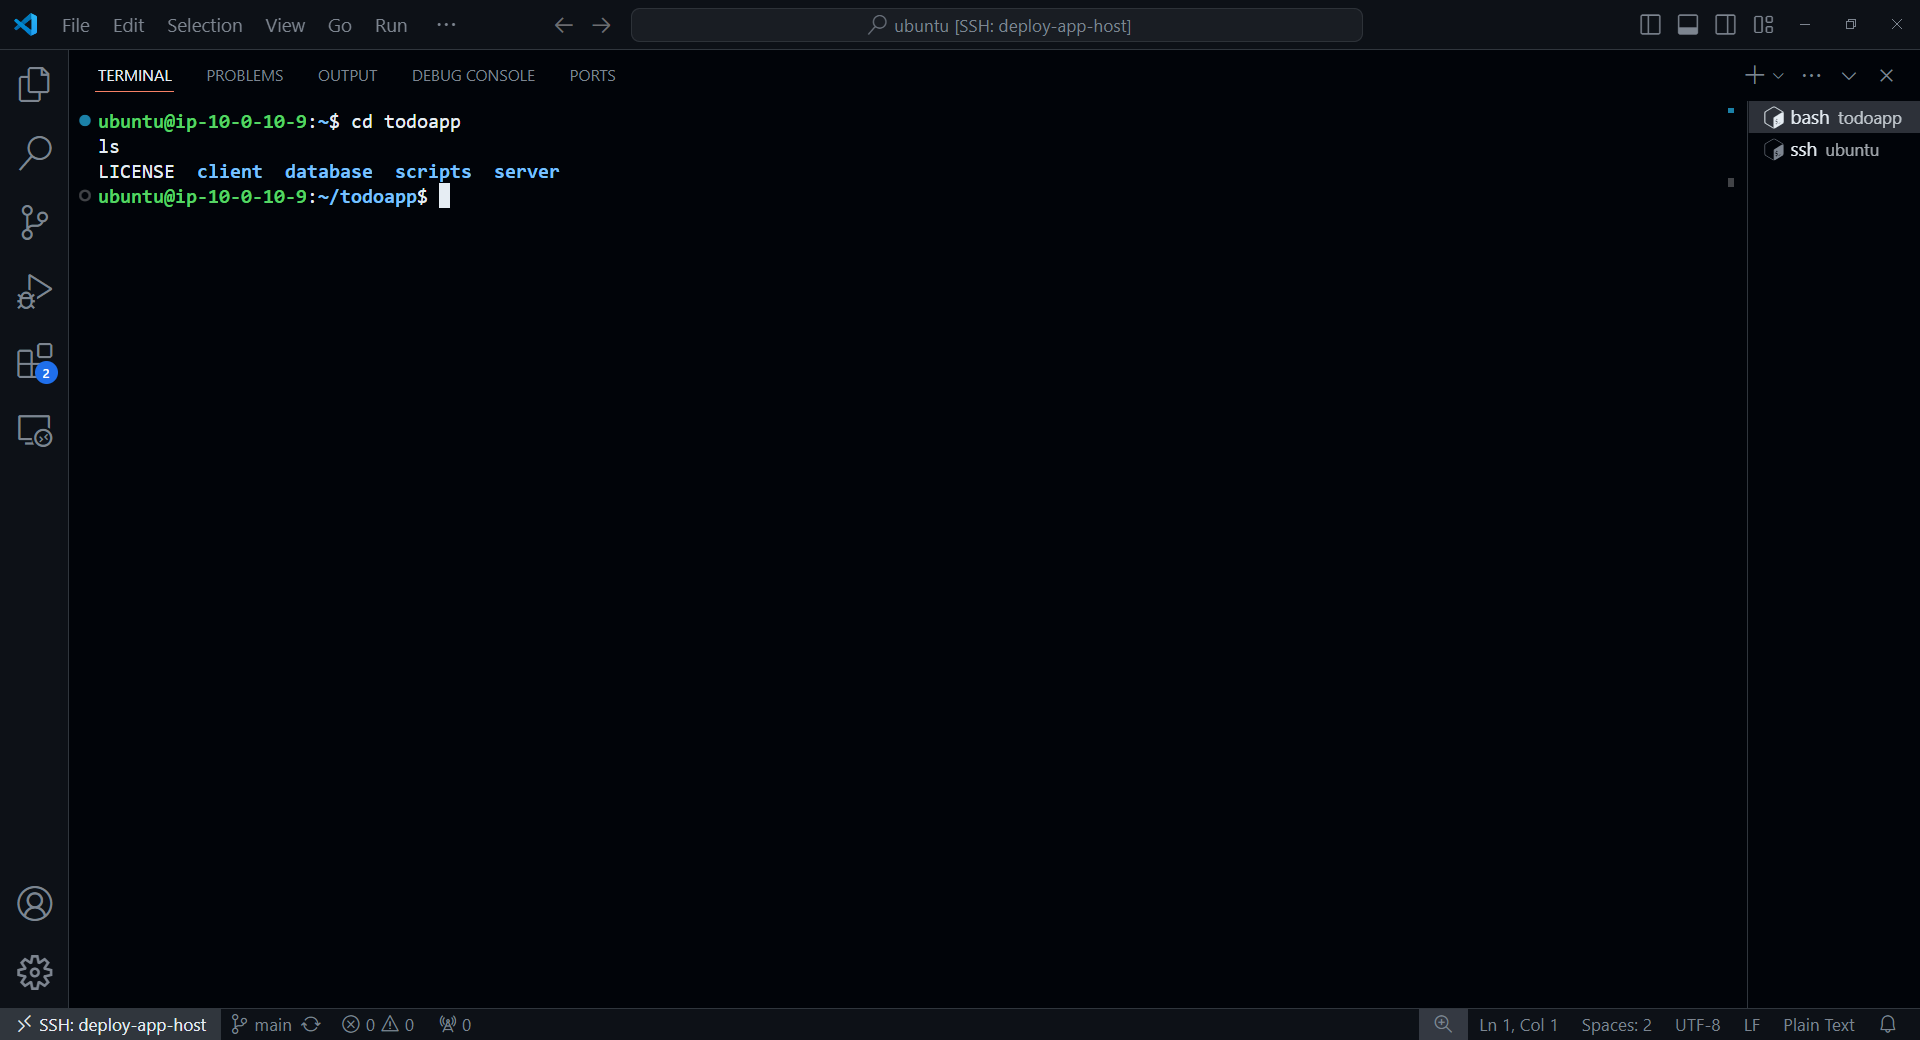 File Edit Selection View Go Run ···
ubuntu [SSH: deploy-app-host]
TERMINAL PROBLEMS OUTPUT DEBUG CONSOLE PORTS
ubuntu@ip-10-0-10-9:~$ cd todoapp
ls
LICENSE client database scripts server
ubuntu@ip-10-0-10-9:~/todoapp$
bash todoapp
ssh ubuntu
2
SSH: deploy-app-host main 0 0 0 Ln 1, Col 1 Spaces: 2 UTF-8 LF Plain Text